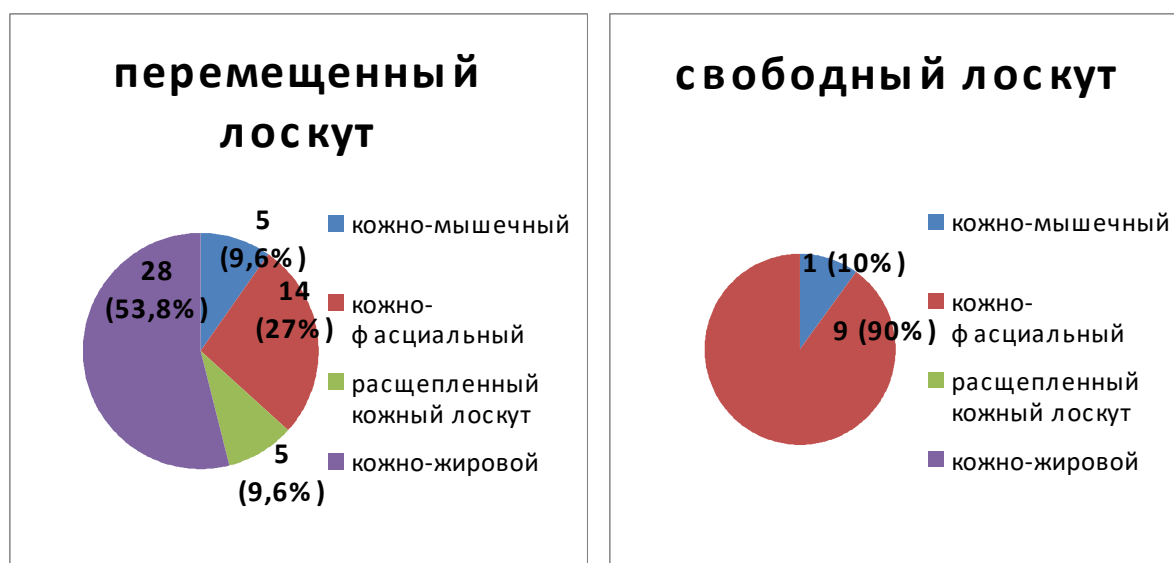 перемещенный
лоскут
5
(9,6%)
14
(27%)
5
(9,6%)
28
(53,8%)
кожно-мышечный
кожно-
фасциальный
расщепленный
кожный лоскут
кожно-жировой
свободный лоскут
1 (10%)
9 (90%)
кожно-мышечный
кожно-
фасциальный
расщепленный
кожный лоскут
кожно-жировой